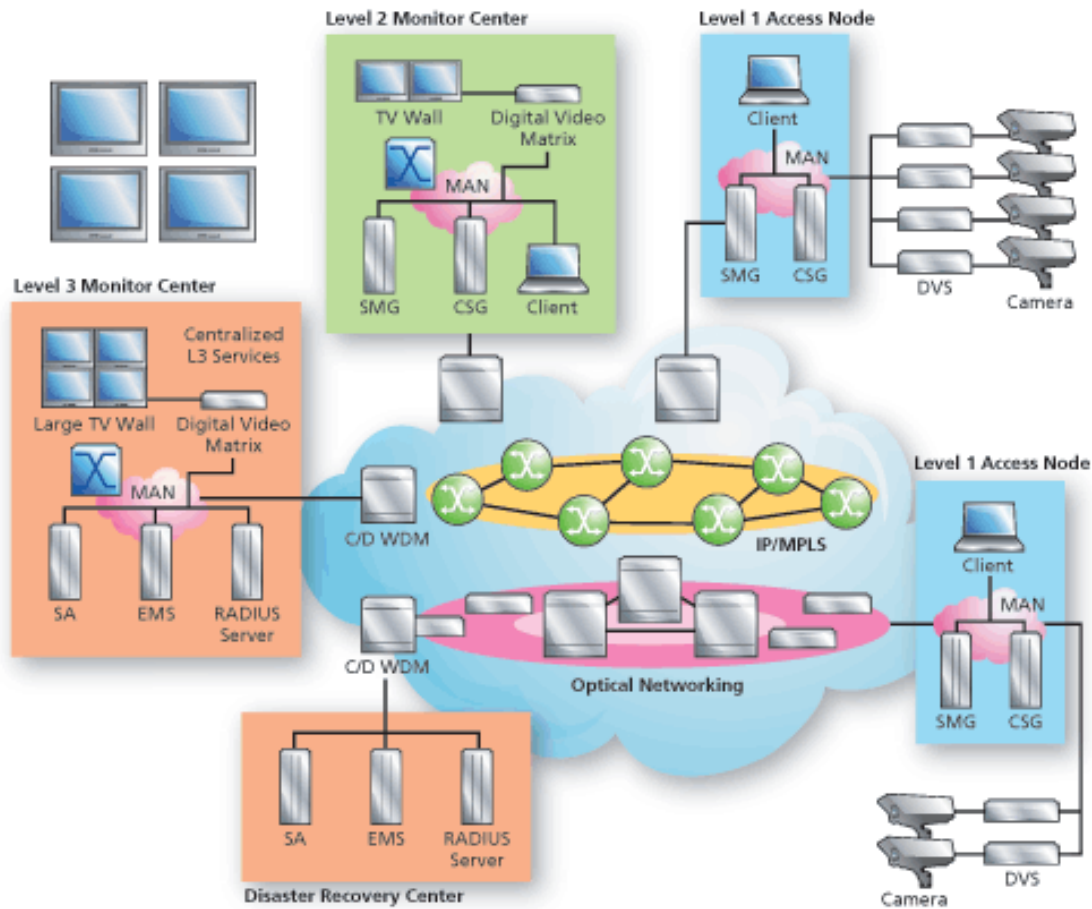 Level 2 Monitor Center
TV Wall
Digital Video
Matrix
MAN
SMG
CSG
Client
Level 1 Access Node
Client
MAN
SMG
CSG
DVS
Camera
Level 3 Monitor Center
Centralized
L3 Services
Large TV Wall
Digital Video
Matrix
MAN
SA
EMS
RADIUS
Server
C/D WDM
IP/MPLS
C/D WDM
Optical Networking
Level 1 Access Node
Client
MAN
SMG
CSG
DVS
Camera
SA
EMS
RADIUS
Server
Disaster Recovery Center